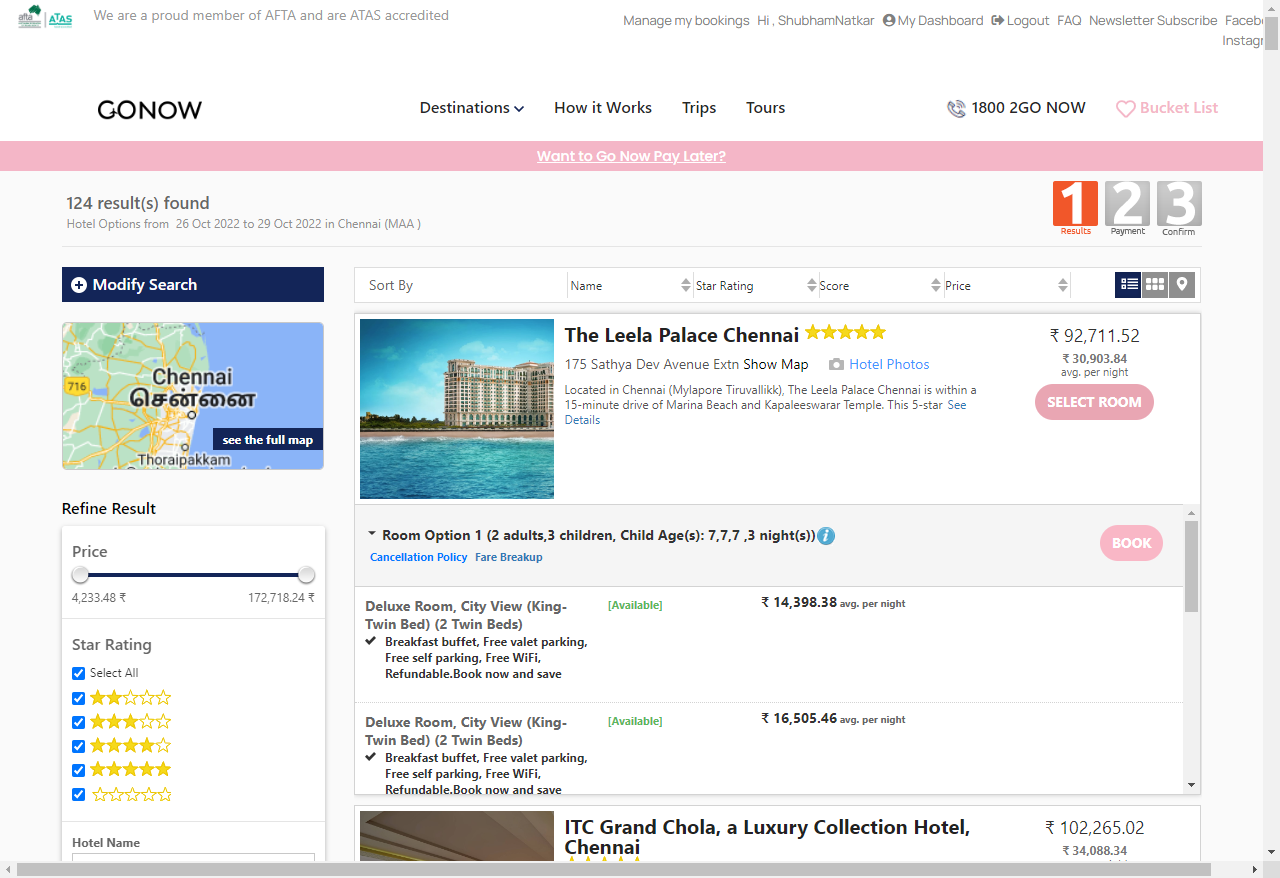 afta ATAS We are a proud member of AFTA and are ATAS accredited
Manage my bookings Hi , ShubhamNatkar My Dashboard Logout FAQ Newsletter Subscribe
GONOW
Destinations How it Works Trips Tours 1800 2GO NOW Bucket List
Want to Go Now Pay Later?
124 result(s) found
Hotel Options from 26 Oct 2022 to 29 Oct 2022 in Chennai (MAA )
1 2 3
Results Payment Confirm
Modify Search
Sort By Name Star Rating Score Price
716
Chennai
சென்னை
see the full map
Thoraipakkam
Refine Result
Price
4,233.48 ₹ 172,718.24 ₹
Star Rating
Select All
Hotel Name
The Leela Palace Chennai
175 Sathya Dev Avenue Extn Show Map Hotel Photos
Located in Chennai (Mylapore Tiruvallikk), The Leela Palace Chennai is within a
15-minute drive of Marina Beach and Kapaleeswarar Temple. This 5-star See
Details
₹ 92,711.52
₹ 30,903.84
avg. per night
SELECT ROOM
Room Option 1 (2 adults,3 children, Child Age(s): 7,7,7 ,3 night(s)) i
Cancellation Policy Fare Breakup
BOOK
Deluxe Room, City View (King-
Twin Bed) (2 Twin Beds)
Breakfast buffet, Free valet parking,
Free self parking, Free WiFi,
Refundable.Book now and save
[Available]
₹ 14,398.38 avg. per night
Deluxe Room, City View (King-
Twin Bed) (2 Twin Beds)
Breakfast buffet, Free valet parking,
Free self parking, Free WiFi,
Refundable.Book now and save
[Available]
₹ 16,505.46 avg. per night
ITC Grand Chola, a Luxury Collection Hotel,
Chennai
₹ 102,265.02
₹ 34,088.34